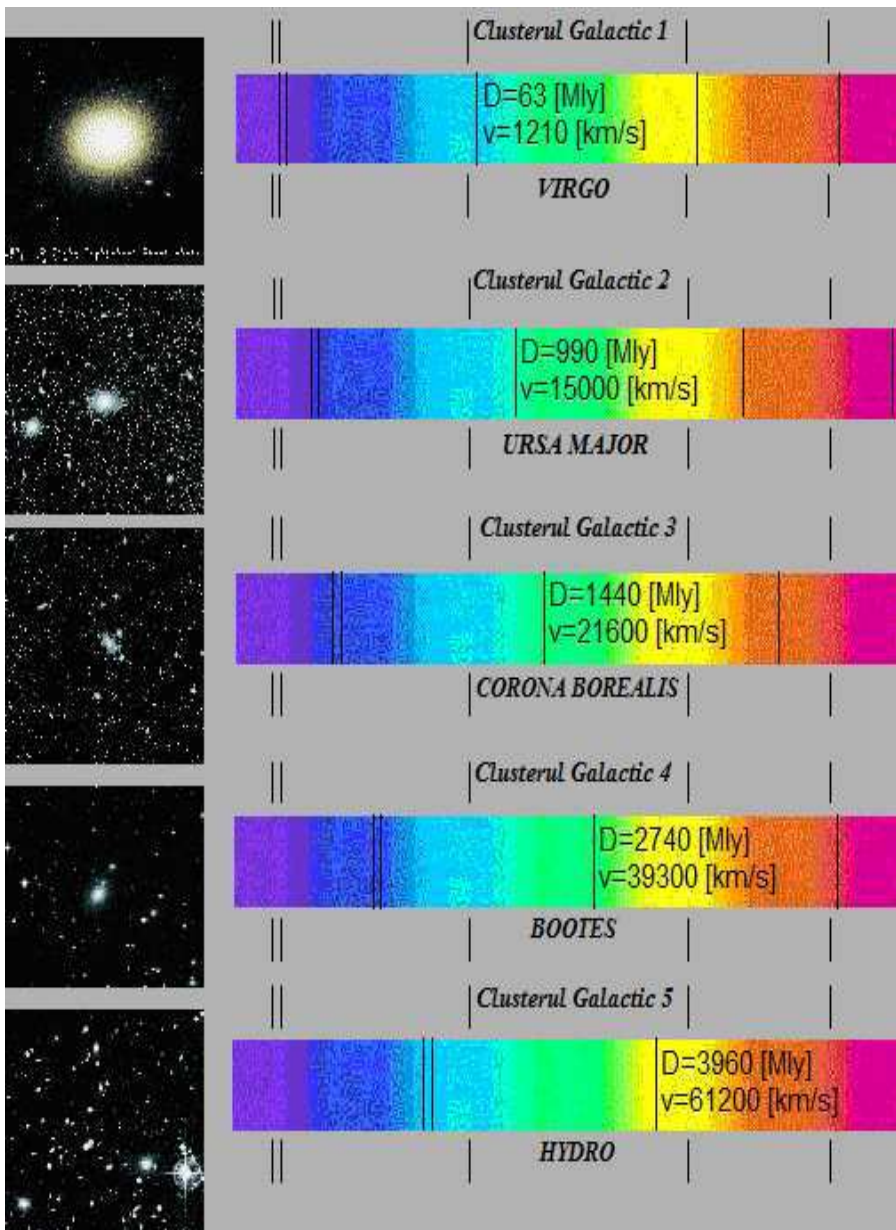 Clusterul Galactic 1
D=63 [Mly]
v=1210 [km/s]
VIRGO
Clusterul Galactic 2
D=990 [Mly]
v=15000 [km/s]
URSA MAJOR
Clusterul Galactic 3
D=1440 [Mly]
v=21600 [km/s]
CORONA BOREALIS
Clusterul Galactic 4
D=2740 [Mly]
v=39300 [km/s]
BOOTES
Clusterul Galactic 5
D=3960 [Mly]
v=61200 [km/s]
HYDRO